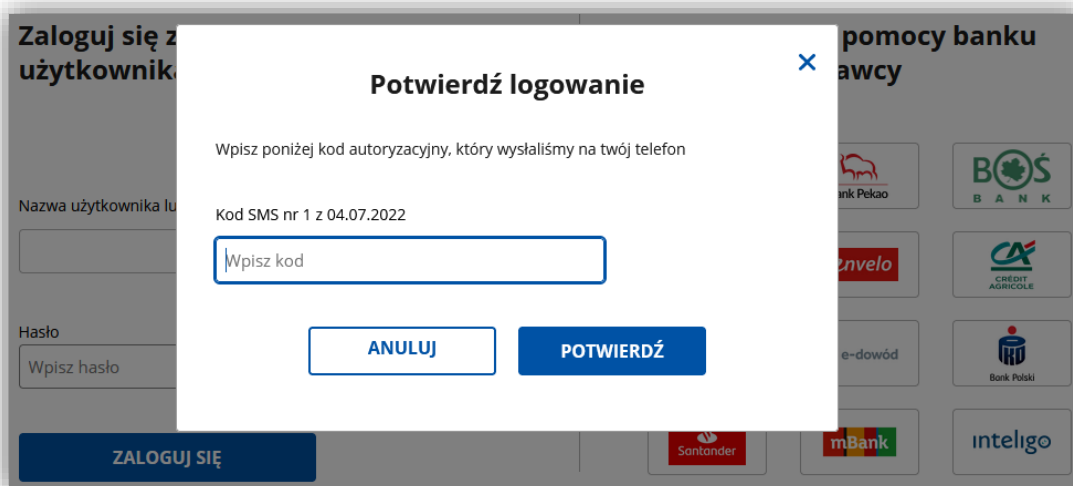 Zaloguj się z
użytkownik
pomocy banku
awcy
Potwierdź logowanie
Wpisz poniżej kod autoryzacyjny, który wysłaliśmy na twój telefon
Kod SMS nr 1 z 04.07.2022
Wpisz kod
ANULUJ
POTWIERDŹ
Nazwa użytkownika lu
Hasło
Wpisz hasło
ZALOGUJ SIĘ
ank Pekao
BOŚ
BANK
nvelo
CRÉDIT
AGRICOLE
e-dowód
Bank Polski
Santander
mBank
inteligo